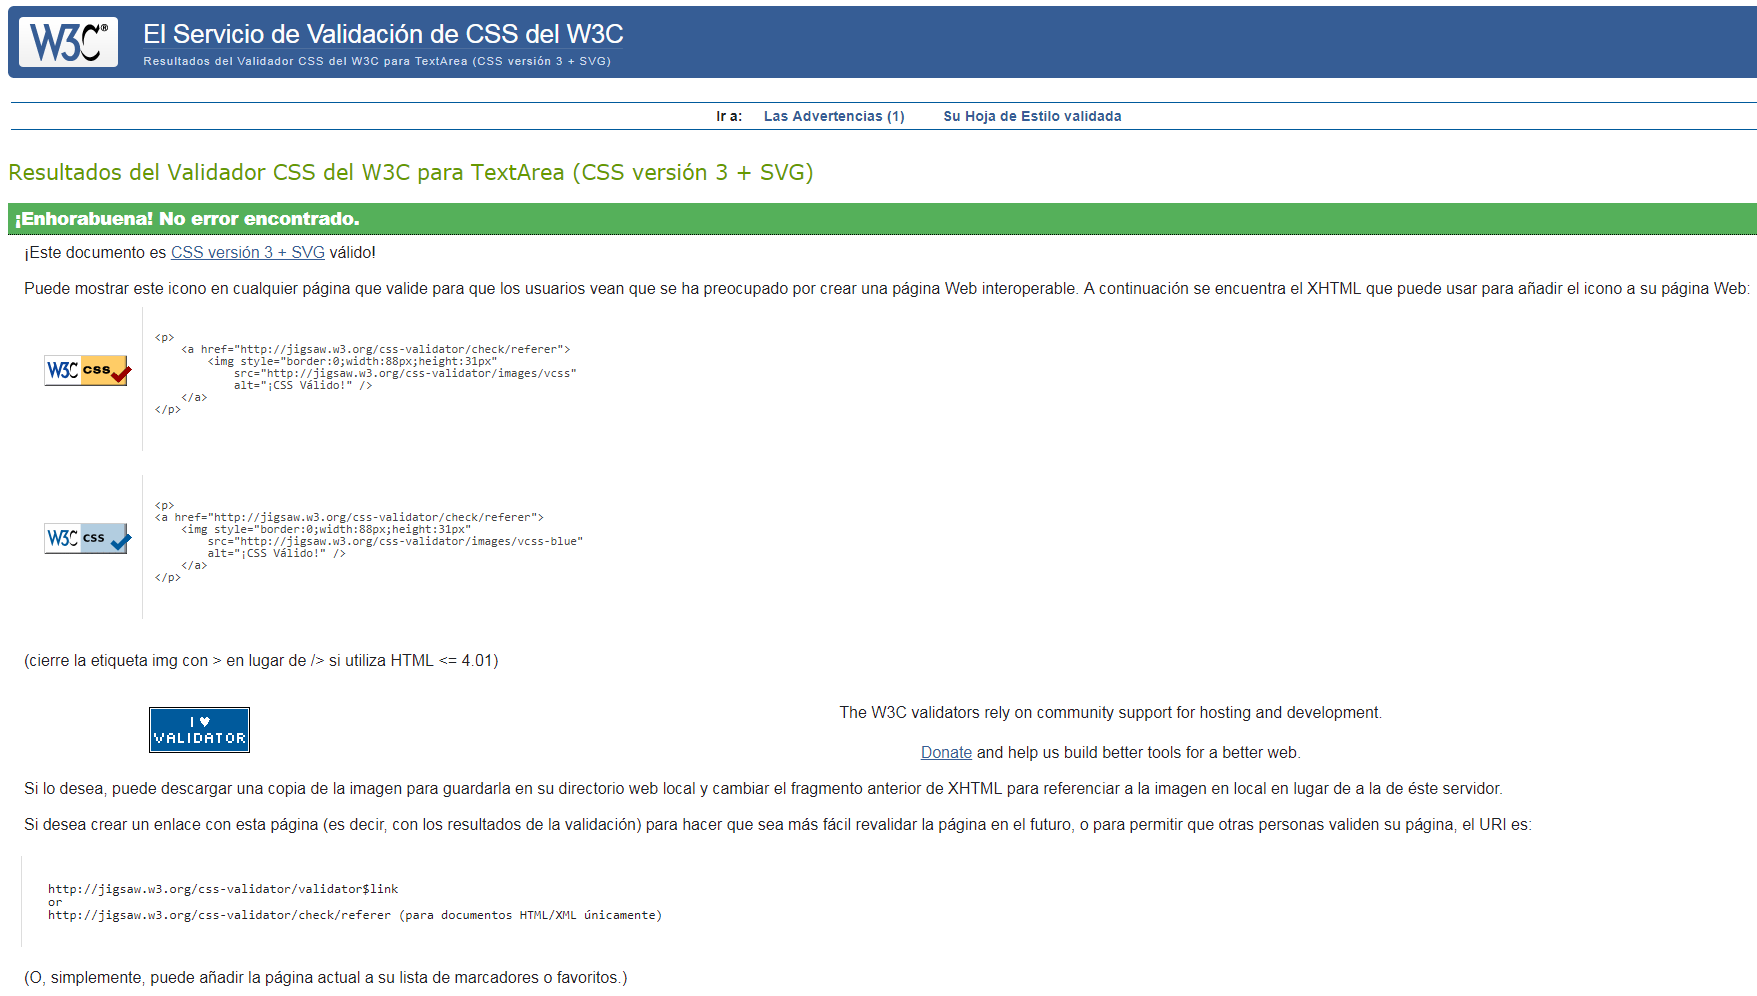 W3C®
El Servicio de Validación de CSS del W3C
Resultados del Validador CSS del W3C para TextArea (CSS versión 3 + SVG)
Ir a: Las Advertencias (1) Su Hoja de Estilo validada
Resultados del Validador CSS del W3C para TextArea (CSS versión 3 + SVG)
¡Enhorabuena! No error encontrado.
¡Este documento es CSS versión 3 + SVG válido!
Puede mostrar este icono en cualquier página que valide para que los usuarios vean que se ha preocupado por crear una página Web interoperable. A continuación se encuentra el XHTML que puede usar para añadir el icono a su página Web:
W3C css
<p>
    <a href="http://jigsaw.w3.org/css-validator/check/referer">
        <img style="border:0;width:88px;height:31px"
            src="http://jigsaw.w3.org/css-validator/images/vcss"
            alt="¡CSS Válido!" />
    </a>
</p>
W3C css
<p>
<a href="http://jigsaw.w3.org/css-validator/check/referer">
    <img style="border:0;width:88px;height:31px"
        src="http://jigsaw.w3.org/css-validator/images/vcss-blue"
        alt="¡CSS Válido!" />
    </a>
</p>
(cierre la etiqueta img con > en lugar de /> si utiliza HTML <= 4.01)
I ♥
VALIDATOR
The W3C validators rely on community support for hosting and development.
Donate and help us build better tools for a better web.
Si lo desea, puede descargar una copia de la imagen para guardarla en su directorio web local y cambiar el fragmento anterior de XHTML para referenciar a la imagen en local en lugar de a la de éste servidor.
Si desea crear un enlace con esta página (es decir, con los resultados de la validación) para hacer que sea más fácil revalidar la página en el futuro, o para permitir que otras personas validen su página, el URI es:
http://jigsaw.w3.org/css-validator/validator$link
or
http://jigsaw.w3.org/css-validator/check/referer (para documentos HTML/XML únicamente)
(O, simplemente, puede añadir la página actual a su lista de marcadores o favoritos.)